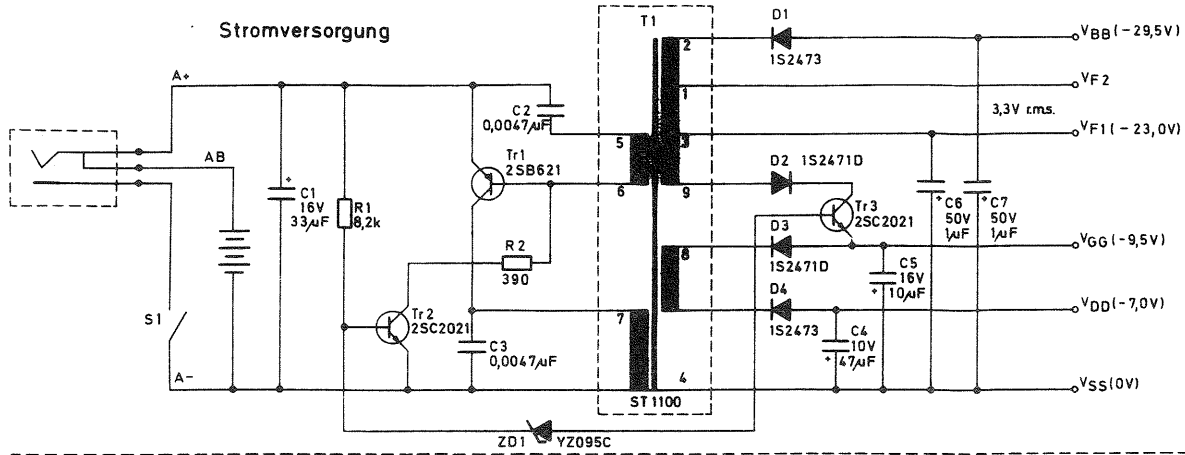 Stromversorgung
T1
D1
1S2473
VBB (-29,5V)
A+
2
1
VF2
C2
0,0047µF
3,3V r.m.s.
VF1 (-23,0V)
5
3
AB
Tr1
2SB621
D2 1S2471D
6
9
C1
16V
33µF
R1
8,2k
Tr3
2SC2021
C6
50V
1µF
C7
50V
1µF
R2
390
D3
1S2471D
8
VGG (-9,5V)
C5
16V
10µF
D4
1S2473
VDD (-7,0V)
S1
Tr2
2SC2021
7
C3
0,0047µF
C4
10V
47µF
A-
4
VSS (0V)
ST 1100
ZD1 YZ095C